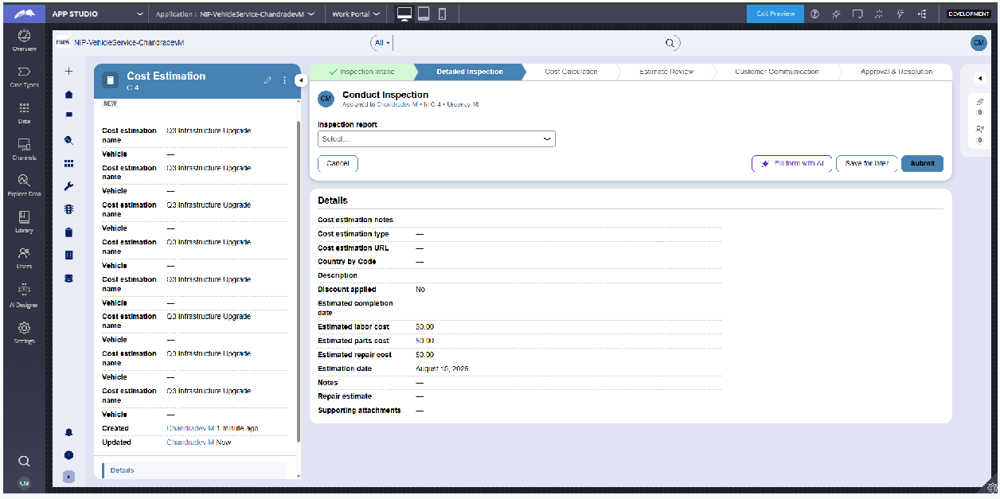 APP STUDIO
Application : NIP-VehicleService-ChandradevM
Work Portal
Exit Preview
DEVELOPMENT
Overview
Case Types
Data
Channels
Explore Data
Library
Users
AI Designer
Settings
CM
NIP-VehicleService-ChandradevM
All
CM
Cost Estimation
C-4
NEW
Cost estimation name Q3 Infrastructure Upgrade
Vehicle ––
Cost estimation name Q3 Infrastructure Upgrade
Vehicle ––
Cost estimation name Q3 Infrastructure Upgrade
Vehicle ––
Cost estimation name Q3 Infrastructure Upgrade
Vehicle ––
Cost estimation name Q3 Infrastructure Upgrade
Vehicle ––
Cost estimation name Q3 Infrastructure Upgrade
Vehicle ––
Cost estimation name Q3 Infrastructure Upgrade
Vehicle ––
Cost estimation name Q3 Infrastructure Upgrade
Vehicle ––
Created Chandradev M 1 minute ago
Updated Chandradev M Now
Details
Inspection Intake
Detailed Inspection
Cost Calculation
Estimate Review
Customer Communication
Approval & Resolution
CM
Conduct Inspection
Assigned to Chandradev M • In C-4 • Urgency 10
Inspection report
Select...
Cancel
Fill form with AI
Save for later
Submit
Details
Cost estimation notes
Cost estimation type ––
Cost estimation URL ––
Country by Code ––
Description
Discount applied No
Estimated completion date
Estimated labor cost $0.00
Estimated parts cost $0.00
Estimated repair cost $0.00
Estimation date August 15, 2026
Notes ––
Repair estimate ––
Supporting attachments ––
0
0